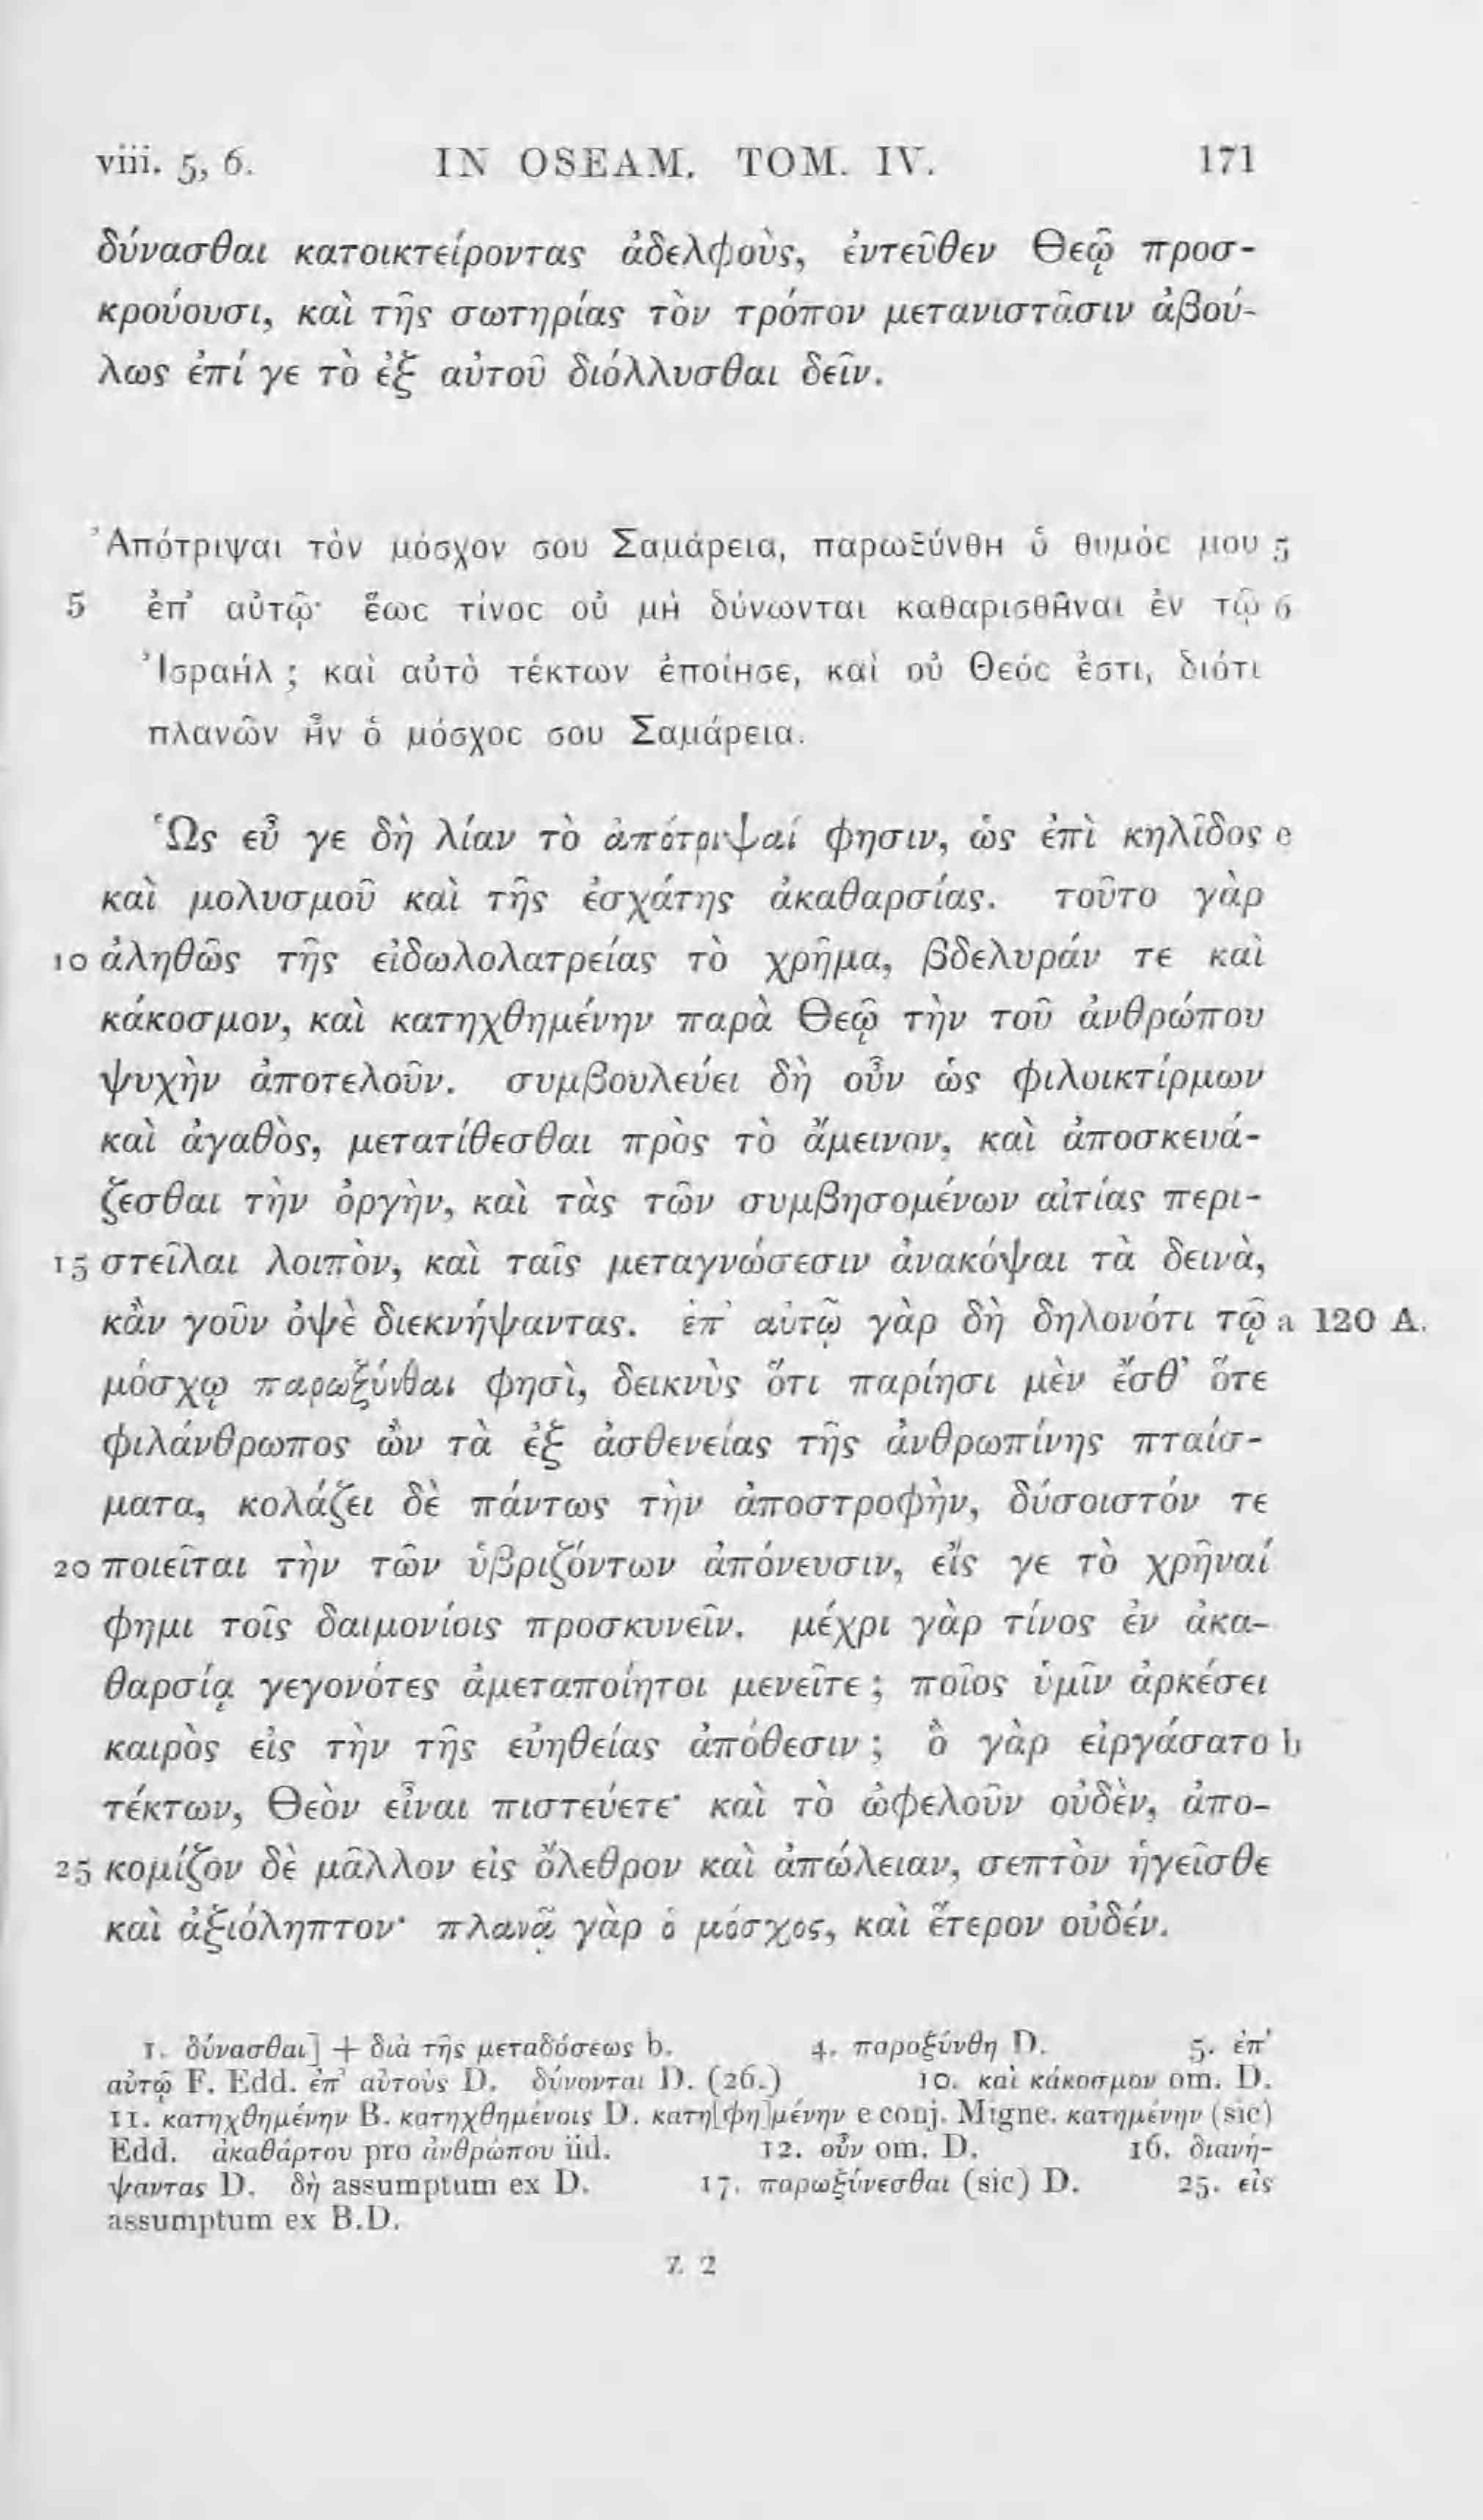 viii. 5, 6. IN OSEAM. TOM. IV. 171
δύνασθαι κατοικτείροντας ἀδελφοὺς, ἐντεῦθεν Θεῷ προσ-
κρούουσι, καὶ τῆς σωτηρίας τὸν τρόπον μετανιστᾶσιν ἀβού-
λως ἐπί γε τὸ ἐξ αὐτοῦ διόλλυσθαι δεῖν.
Ἀπότριψαι τὸν μόσχον σου Σαμάρεια, παρωξύνθη ὁ θυμός μου 5
5 ἐπ' αὐτῷ· ἕως τίνος οὐ μὴ δύνωνται καθαρισθῆναι ἐν τῷ 6
Ἰσραήλ ; καὶ αὐτὸ τέκτων ἐποίησε, καὶ οὐ Θεός ἐστι, διότι
πλανῶν ἦν ὁ μόσχος σου Σαμάρεια.
Ὡς εὖ γε δὴ λίαν τὸ ἀπότριψαί φησιν, ὡς ἐπὶ κηλῖδος e
καὶ μολυσμοῦ καὶ τῆς ἐσχάτης ἀκαθαρσίας. τοῦτο γὰρ
10 ἀληθῶς τῆς εἰδωλολατρείας τὸ χρῆμα, βδελυράν τε καὶ
κάκοσμον, καὶ κατηχθημένην παρὰ Θεῷ τὴν τοῦ ἀνθρώπου
ψυχὴν ἀποτελοῦν. συμβουλεύει δὴ οὖν ὡς φιλοικτίρμων
καὶ ἀγαθὸς, μετατίθεσθαι πρὸς τὸ ἄμεινον, καὶ ἀποσκευά-
ζεσθαι τὴν ὀργὴν, καὶ τὰς τῶν συμβησομένων αἰτίας περι-
15 στεῖλαι λοιπὸν, καὶ ταῖς μεταγνώσεσιν ἀνακόψαι τὰ δεινὰ,
κἂν γοῦν ὀψὲ διεκνήψαντας. ἐπ' αὐτῷ γὰρ δὴ δηλονότι τῷ a 120 A.
μόσχῳ παρωξύνθαι φησὶ, δεικνὺς ὅτι παρίησι μὲν ἔσθ' ὅτε
φιλάνθρωπος ὢν τὰ ἐξ ἀσθενείας τῆς ἀνθρωπίνης πταίσ-
ματα, κολάζει δὲ πάντως τὴν ἀποστροφὴν, δύσοιστόν τε
20 ποιεῖται τὴν τῶν ὑβριζόντων ἀπόνευσιν, εἴς γε τὸ χρῆναί
φημι τοῖς δαιμονίοις προσκυνεῖν. μέχρι γὰρ τίνος ἐν ἀκα-
θαρσίᾳ γεγονότες ἀμεταποίητοι μενεῖτε ; ποῖος ὑμῖν ἀρκέσει
καιρὸς εἰς τὴν τῆς εὐηθείας ἀπόθεσιν ; ὃ γὰρ εἰργάσατο b
τέκτων, Θεὸν εἶναι πιστεύετε· καὶ τὸ ὠφελοῦν οὐδὲν, ἀπο-
25 κομίζον δὲ μᾶλλον εἰς ὄλεθρον καὶ ἀπώλειαν, σεπτὸν ἡγεῖσθε
καὶ ἀξιόληπτον· πλανᾷ γὰρ ὁ μόσχος, καὶ ἕτερον οὐδέν.
1. δύνασθαι] + διὰ τῆς μεταδόσεως b. 4. παροξύνθη D. 5. ἐπ'
αὐτῷ F. Edd. ἐπ' αὐτοὺς D. δύνονται D. (26.) 10. καὶ κάκοσμον om. D.
11. κατηχθημένην B. κατηχθημένοις D. κατη[φη]μένην e conj. Migne. κατημένην (sic)
Edd. ἀκαθάρτου pro ἀνθρώπου iid. 12. οὖν om. D. 16. διανή-
ψαντας D. δὴ assumptum ex D. 17. παρωξύνεσθαι (sic) D. 25. εἰς
assumptum ex B.D.
Z 2